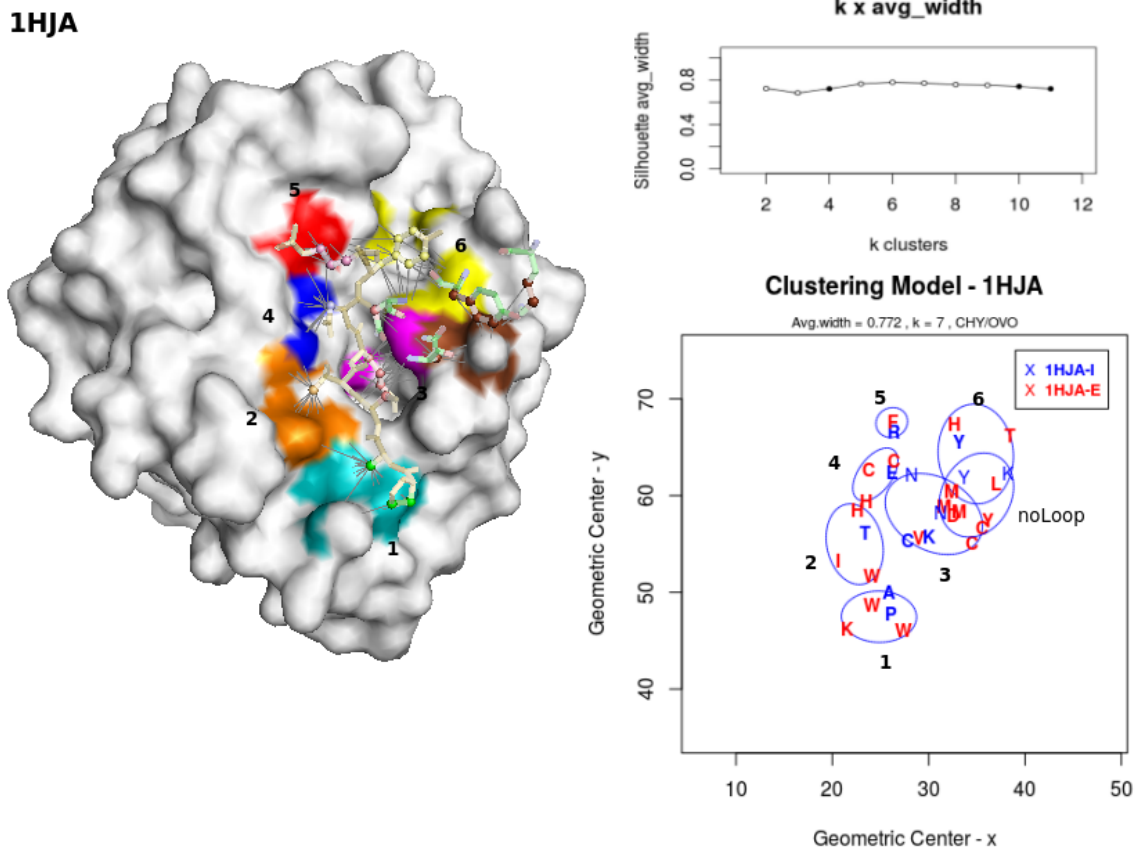 1HJA
5
6
4
3
2
1
k x avg_width
Silhouette avg_width
0.8
0.4
0.0
2 4 6 8 10 12
k clusters
Clustering Model - 1HJA
Avg.width = 0.772 , k = 7 , CHY/OVO
X 1HJA-I
X 1HJA-E
Geometric Center - y
70
60
50
40
5
6
H
Y
T
R
4
C
C
E
N
Y
K
L
M
H
H
M
M
N
Y
noLoop
T
C
V
K
C
2
I
W
3
A
W
P
K
W
1
10 20 30 40 50
Geometric Center - x